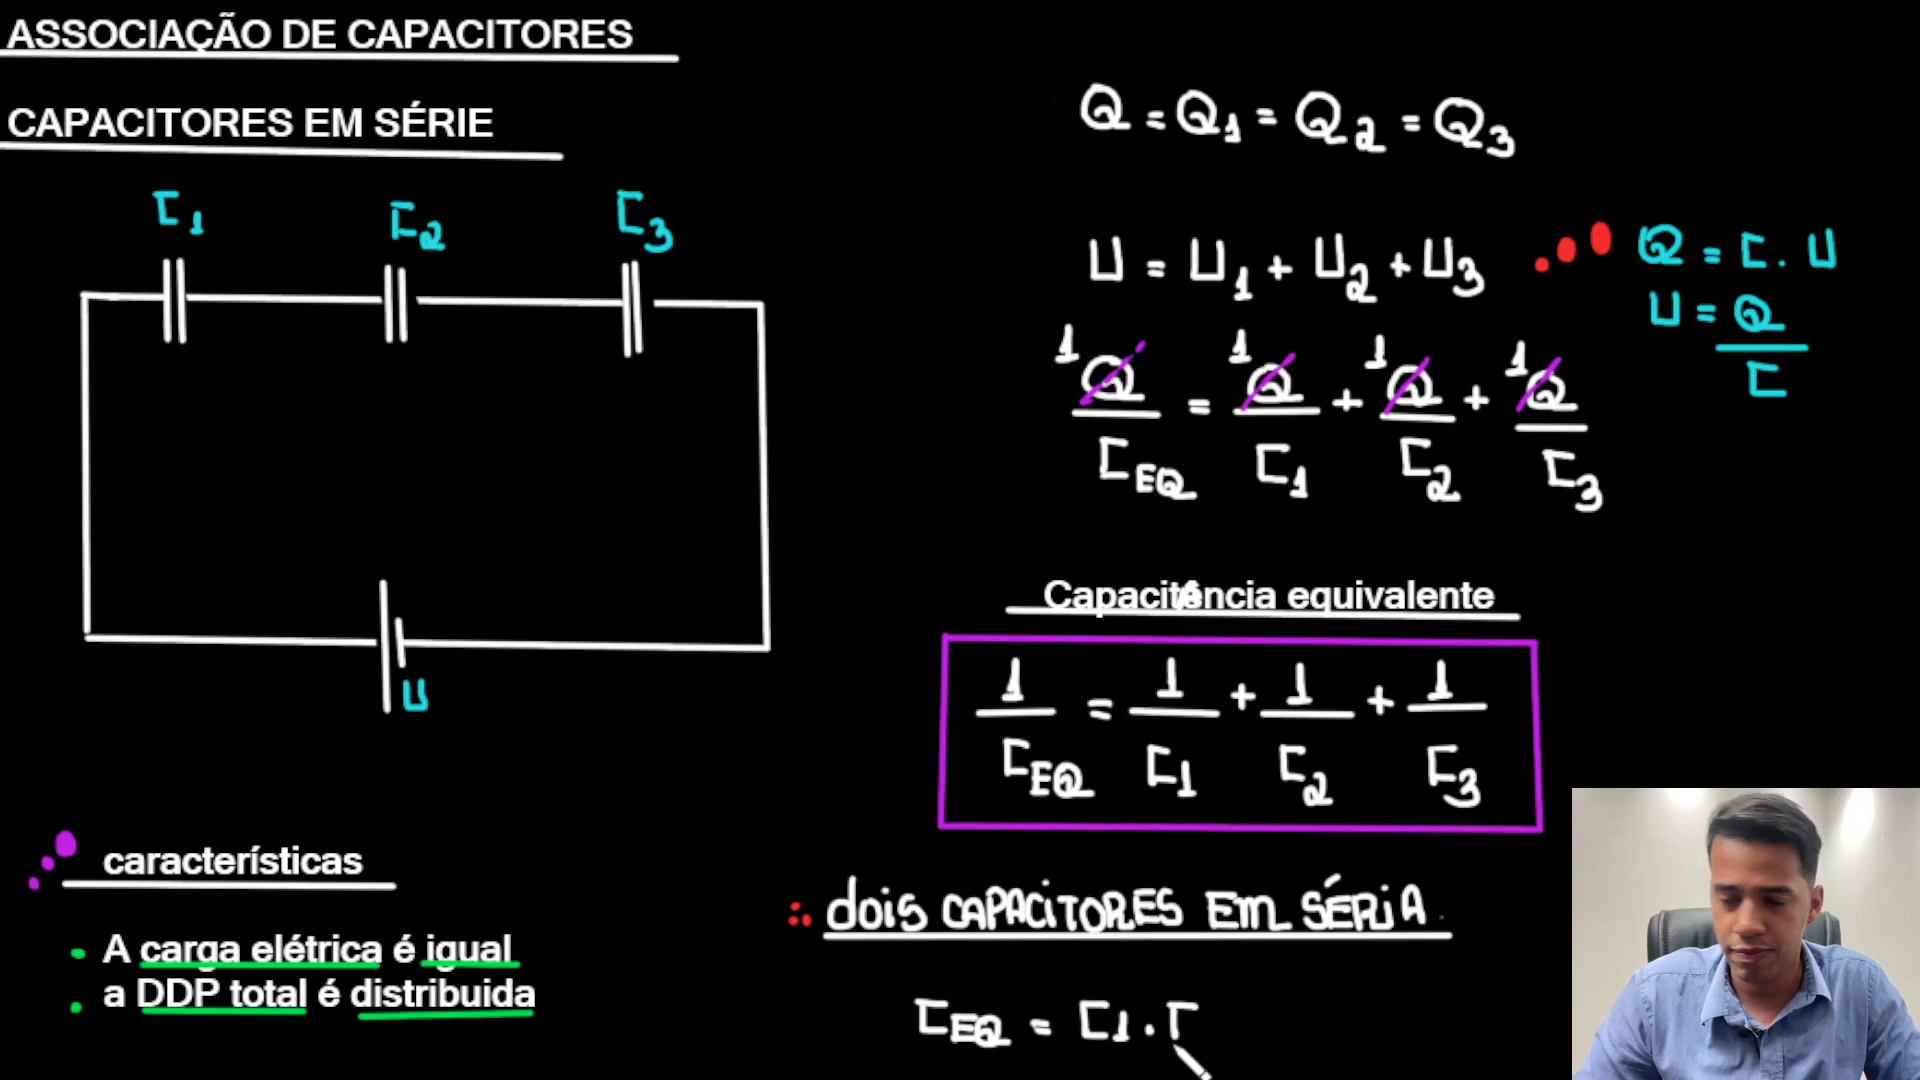 ASSOCIAÇÃO DE CAPACITORES
CAPACITORES EM SÉRIE
C1 C2 C3
U
características
A carga elétrica é igual
a DDP total é distribuida
Q = Q1 = Q2 = Q3
U = U1 + U2 + U3
Q = C . U
U = Q
C
1 1 1 1
Q = Q + Q + Q
CEQ C1 C2 C3
equivalente
1 = 1 + 1 + 1
CEQ C1 C2 C3
dois CAPACITORES EM SÉRIA
CEQ = C1 .